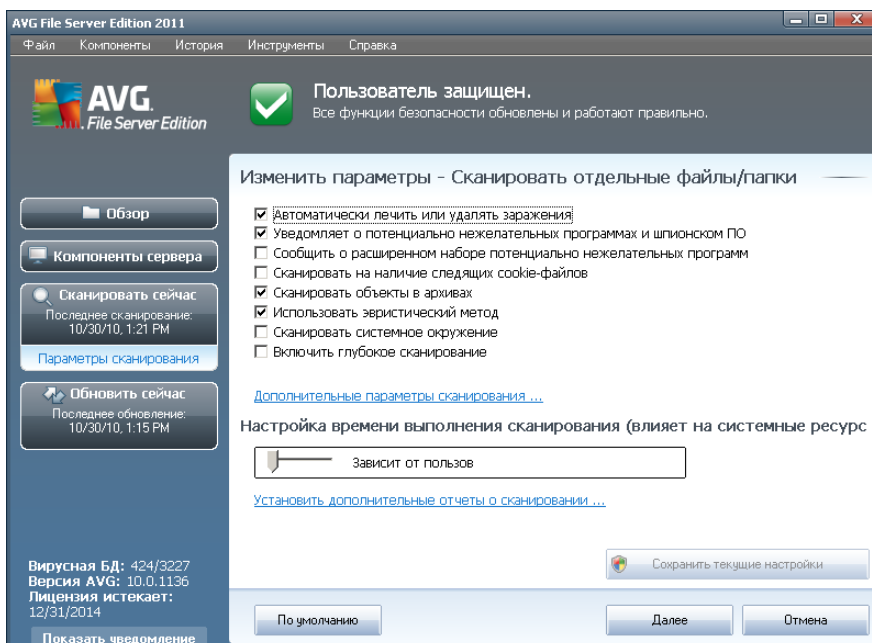 AVG File Server Edition 2011
Файл Компоненты История Инструменты Справка
AVG.
File Server Edition
Пользователь защищен.
Все функции безопасности обновлены и работают правильно.
Обзор
Компоненты сервера
Сканировать сейчас
Последнее сканирование:
10/30/10, 1:21 PM
Параметры сканирования
Обновить сейчас
Последнее обновление:
10/30/10, 1:15 PM
Вирусная БД: 424/3227
Версия AVG: 10.0.1136
Лицензия истекает:
12/31/2014
Показать уведомление
Изменить параметры - Сканировать отдельные файлы/папки
Автоматически лечить или удалять заражения
Уведомляет о потенциально нежелательных программах и шпионском ПО
Сообщить о расширенном наборе потенциально нежелательных программ
Сканировать на наличие следящих cookie-файлов
Сканировать объекты в архивах
Использовать эвристический метод
Сканировать системное окружение
Включить глубокое сканирование
Дополнительные параметры сканирования ...
Настройка времени выполнения сканирования (влияет на системные ресурс
Зависит от пользов
Установить дополнительные отчеты о сканировании ...
Сохранить текущие настройки
По умолчанию
Далее
Отмена